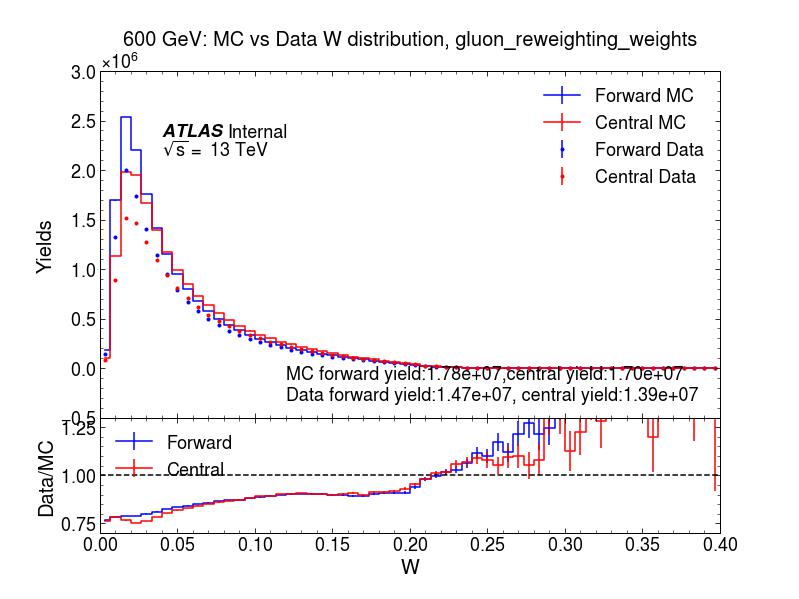 600 GeV: MC vs Data W distribution, gluon_reweighting_weights
×10⁶
3.0
2.5
2.0
1.5
1.0
0.5
0.0
0.5
Yields
ATLAS Internal
√s = 13 TeV
Forward MC
Central MC
Forward Data
Central Data
MC forward yield:1.78e+07,central yield:1.70e+07
Data forward yield:1.47e+07, central yield:1.39e+07
1.25
1.00
0.75
Data/MC
Forward
Central
0.00 0.05 0.10 0.15 0.20 0.25 0.30 0.35 0.40
W